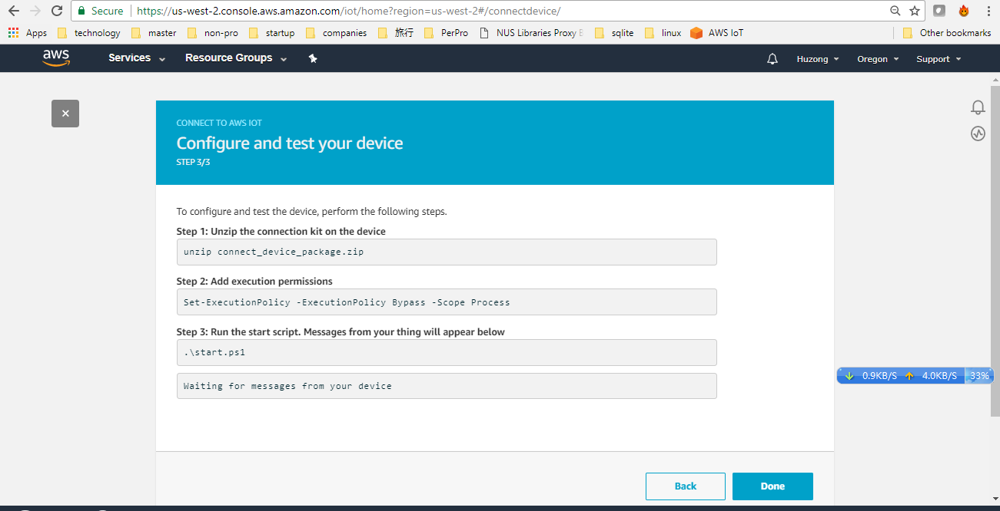 Secure https://us-west-2.console.aws.amazon.com/iot/home?region=us-west-2#/connectdevice/
Apps technology master non-pro startup companies 旅行 PerPro NUS Libraries Proxy sqlite linux AWS IoT Other bookmarks
aws Services Resource Groups Huzong Oregon Support
CONNECT TO AWS IOT
Configure and test your device
STEP 3/3
To configure and test the device, perform the following steps.
Step 1: Unzip the connection kit on the device
unzip connect_device_package.zip
Step 2: Add execution permissions
Set-ExecutionPolicy -ExecutionPolicy Bypass -Scope Process
Step 3: Run the start script. Messages from your thing will appear below
.\start.ps1
0.9KB/S 4.0KB/S 33%
Waiting for messages from your device
Back Done